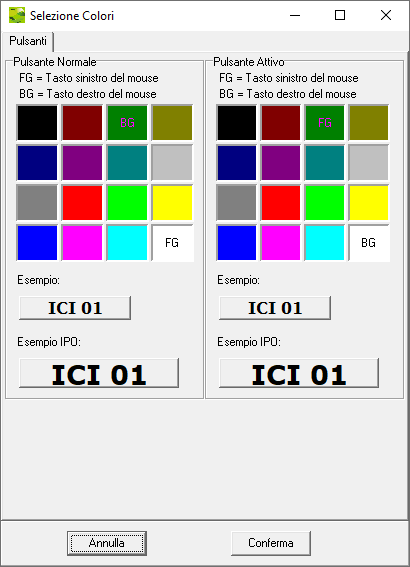 Selezione Colori
Pulsanti
Pulsante Normale
FG = Tasto sinistro del mouse
BG = Tasto destro del mouse
BG
FG
Esempio:
ICI 01
Esempio IPO:
ICI 01
Pulsante Attivo
FG = Tasto sinistro del mouse
BG = Tasto destro del mouse
FG
BG
Esempio:
ICI 01
Esempio IPO:
ICI 01
Annulla
Conferma